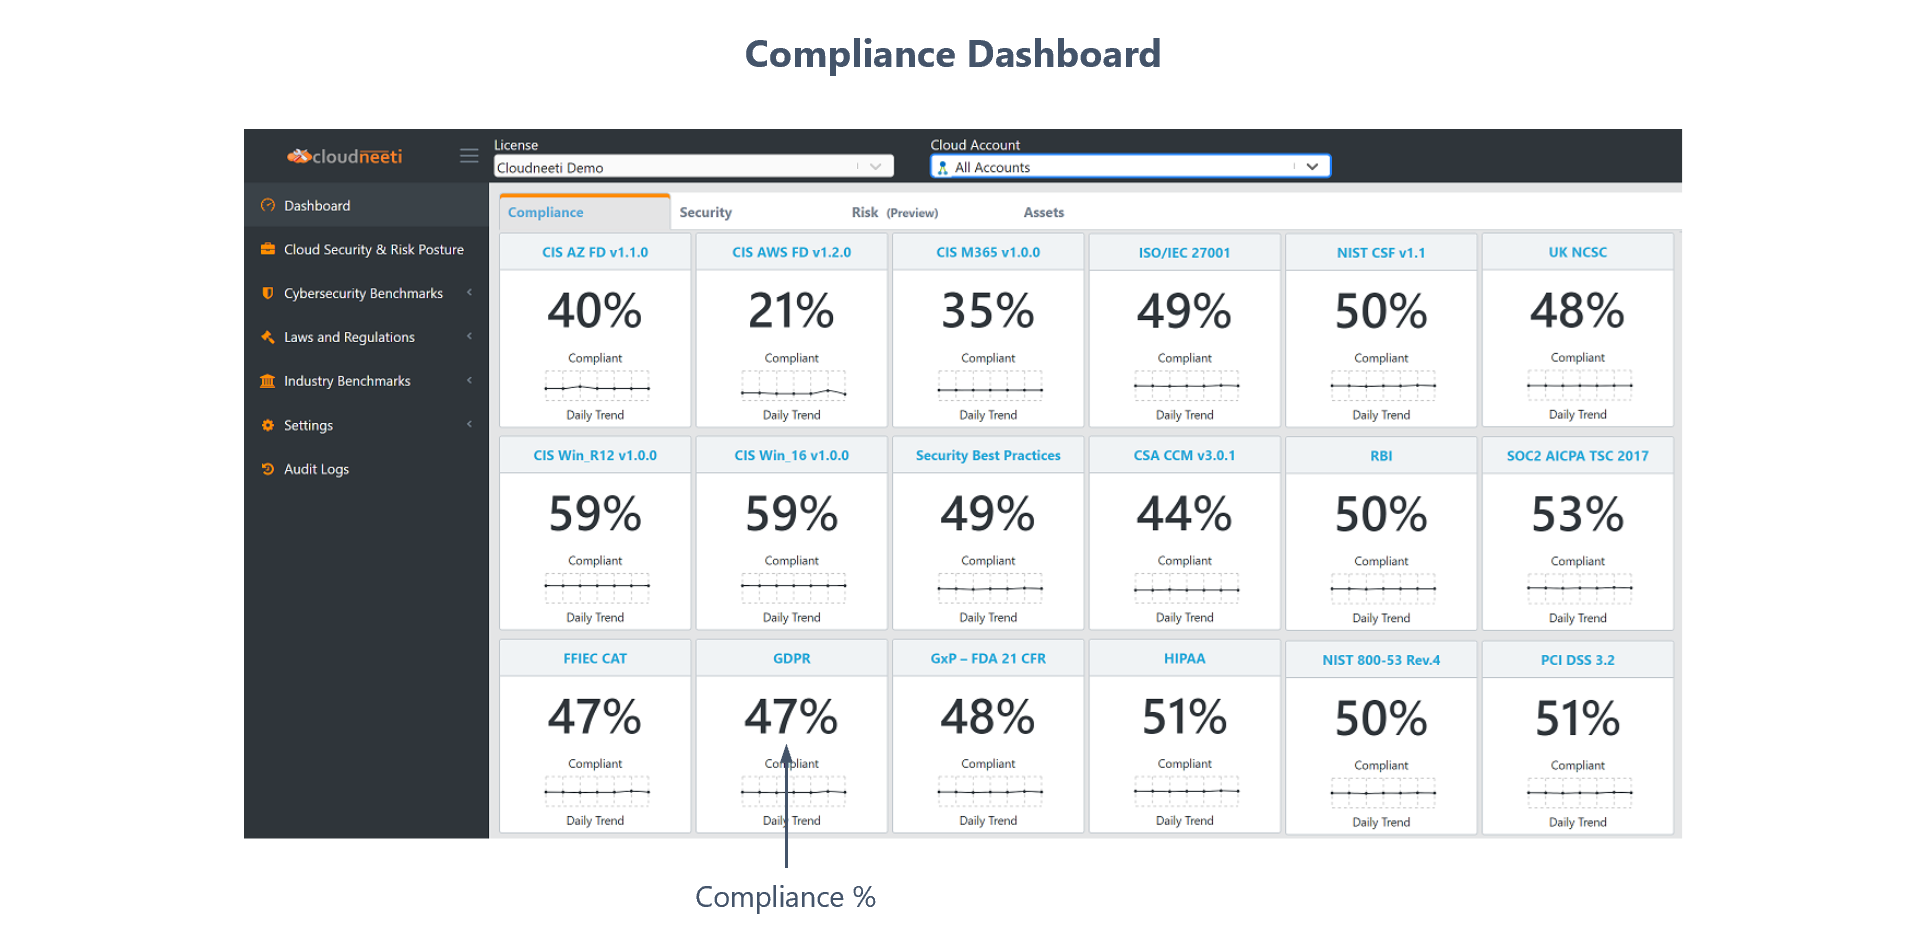 Compliance Dashboard
cloudneeti
License
Cloud Account
Cloudneeti Demo
All Accounts
Dashboard
Cloud Security & Risk Posture
Cybersecurity Benchmarks
Laws and Regulations
Industry Benchmarks
Settings
Audit Logs
Compliance Security Risk (Preview) Assets
CIS AZ FD v1.1.0
40%
Compliant
Daily Trend
CIS AWS FD v1.2.0
21%
Compliant
Daily Trend
CIS M365 v1.0.0
35%
Compliant
Daily Trend
ISO/IEC 27001
49%
Compliant
Daily Trend
NIST CSF v1.1
50%
Compliant
Daily Trend
UK NCSC
48%
Compliant
Daily Trend
CIS Win_R12 v1.0.0
59%
Compliant
Daily Trend
CIS Win_16 v1.0.0
59%
Compliant
Daily Trend
Security Best Practices
49%
Compliant
Daily Trend
CSA CCM v3.0.1
44%
Compliant
Daily Trend
RBI
50%
Compliant
Daily Trend
SOC2 AICPA TSC 2017
53%
Compliant
Daily Trend
FFIEC CAT
47%
Compliant
Daily Trend
GDPR
47%
Compliant
Daily Trend
GxP – FDA 21 CFR
48%
Compliant
Daily Trend
HIPAA
51%
Compliant
Daily Trend
NIST 800-53 Rev.4
50%
Compliant
Daily Trend
PCI DSS 3.2
51%
Compliant
Daily Trend
Compliance %